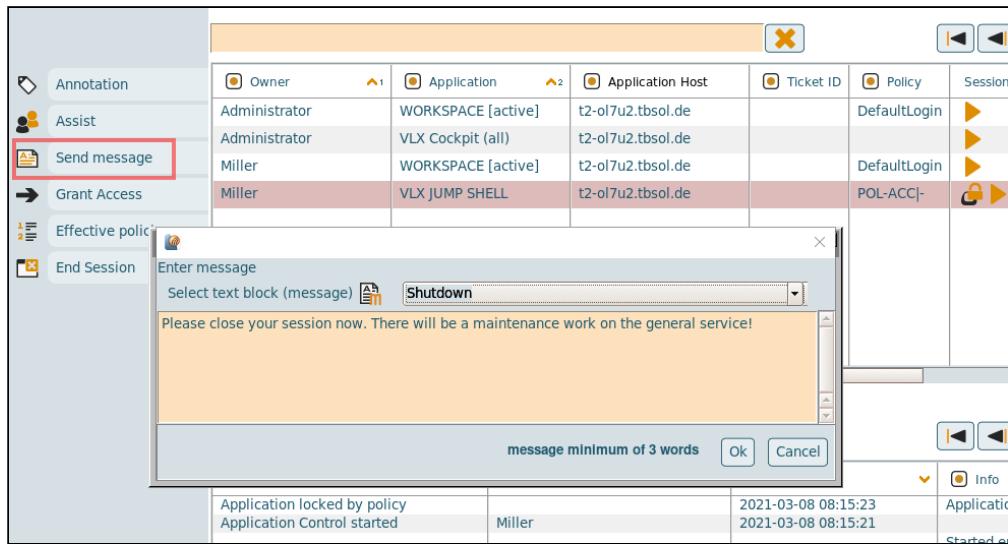 Annotation
Assist
Send message
Grant Access
Effective polic
End Session
Owner 1 Application 2 Application Host Ticket ID Policy Session
Administrator WORKSPACE [active] t2-ol7u2.tbsol.de DefaultLogin
Administrator VLX Cockpit (all) t2-ol7u2.tbsol.de
Miller WORKSPACE [active] t2-ol7u2.tbsol.de DefaultLogin
Miller VLX JUMP SHELL t2-ol7u2.tbsol.de POL-ACC|-
Enter message
Select text block (message) Shutdown
Please close your session now. There will be a maintenance work on the general service!
message minimum of 3 words Ok Cancel
Info
Application locked by policy 2021-03-08 08:15:23 Applicatio
Application Control started Miller 2021-03-08 08:15:21
Started